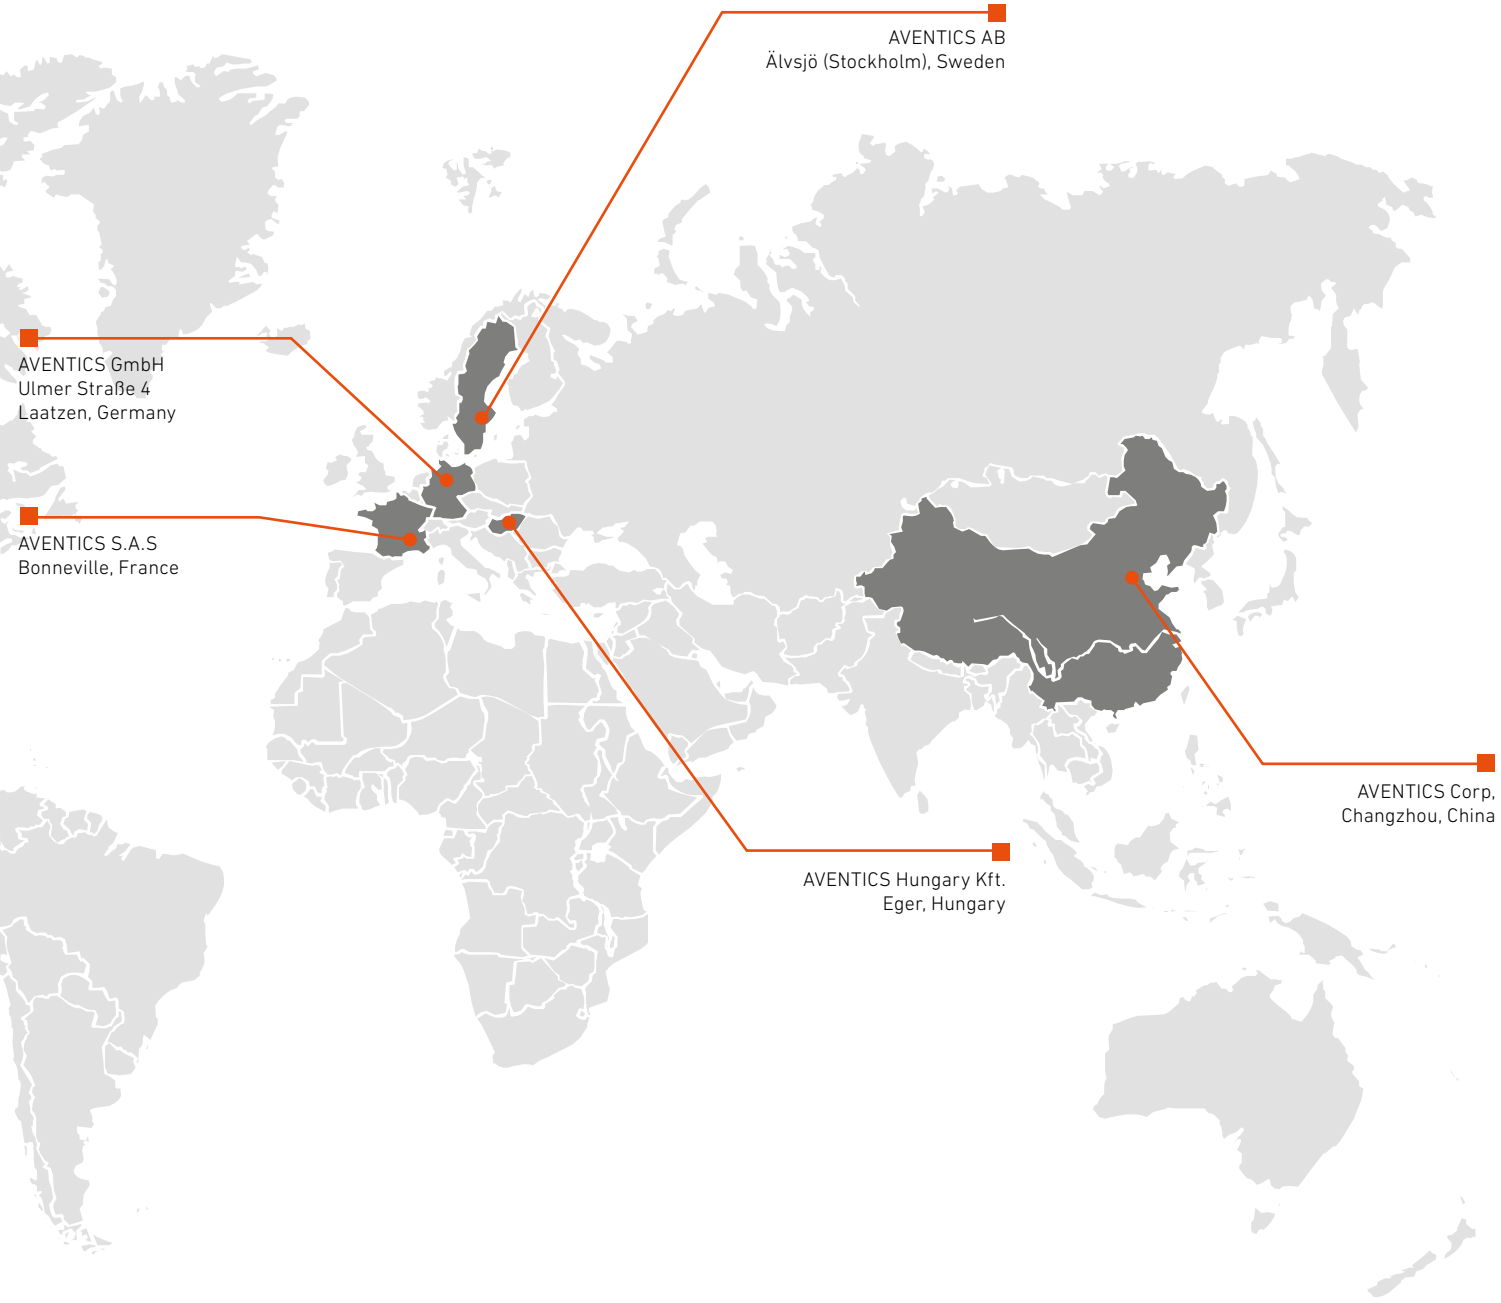 AVENTICS AB
Älvsjö (Stockholm), Sweden
AVENTICS GmbH
Ulmer Straße 4
Laatzen, Germany
AVENTICS S.A.S
Bonneville, France
AVENTICS Corp,
Changzhou, China
AVENTICS Hungary Kft.
Eger, Hungary